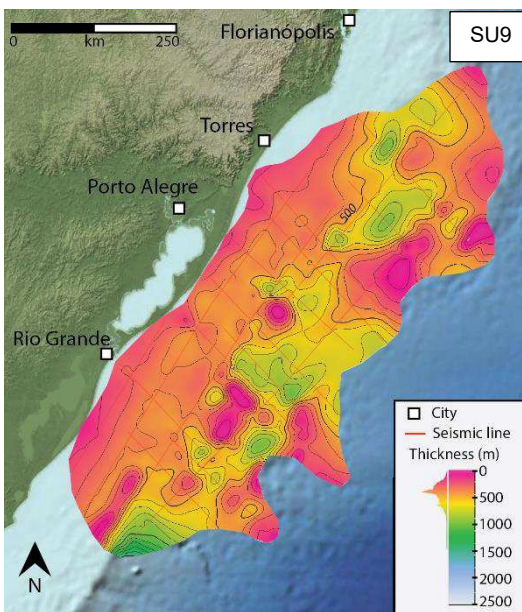 0 km 250
Florianópolis
SU9
Torres
Porto Alegre
500
Rio Grande
City
Seismic line
Thickness (m)
0
500
1000
1500
2000
2500
N